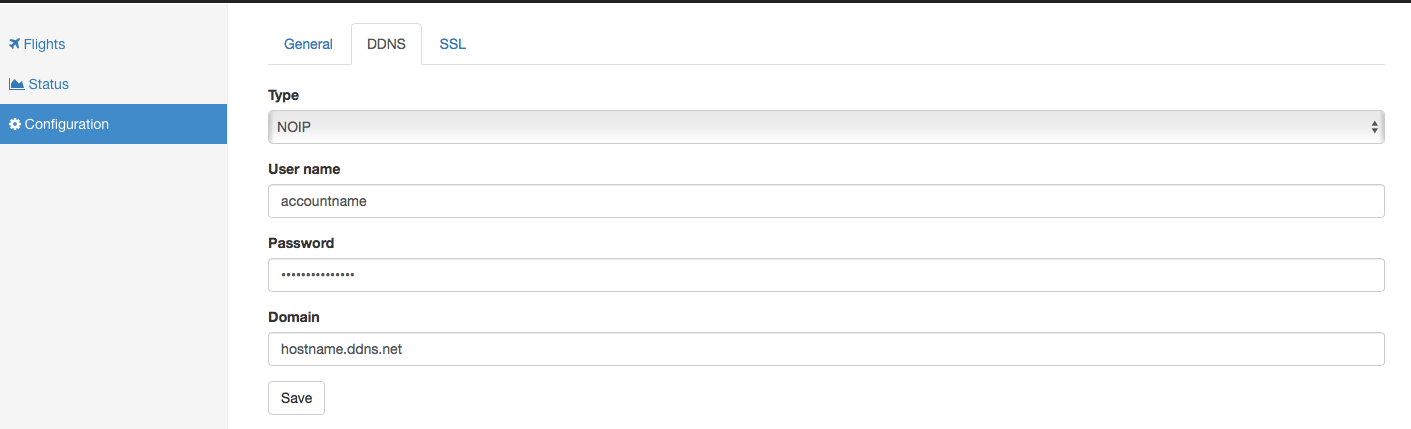 Flights
Status
Configuration
General DDNS SSL
Type
NOIP
User name
accountname
Password
•••••••••••••••
Domain
hostname.ddns.net
Save